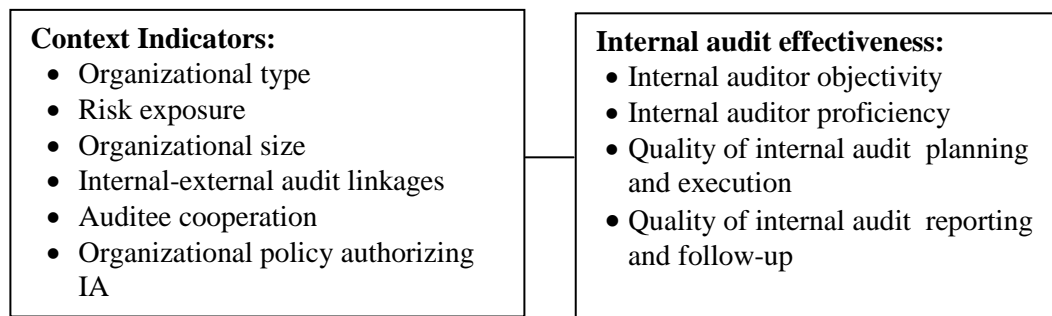 Context Indicators:
• Organizational type
• Risk exposure
• Organizational size
• Internal-external audit linkages
• Auditee cooperation
• Organizational policy authorizing
IA
Internal audit effectiveness:
• Internal auditor objectivity
• Internal auditor proficiency
• Quality of internal audit planning
and execution
• Quality of internal audit reporting
and follow-up